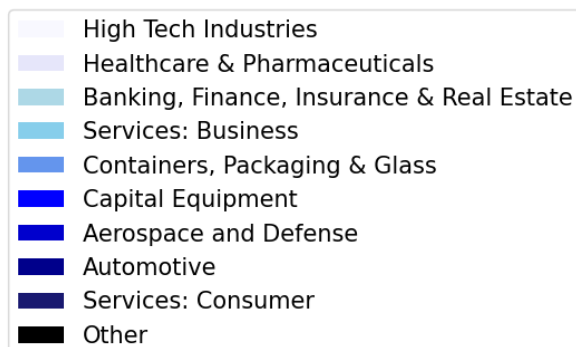 High Tech Industries
Healthcare & Pharmaceuticals
Banking, Finance, Insurance & Real Estate
Services: Business
Containers, Packaging & Glass
Capital Equipment
Aerospace and Defense
Automotive
Services: Consumer
Other